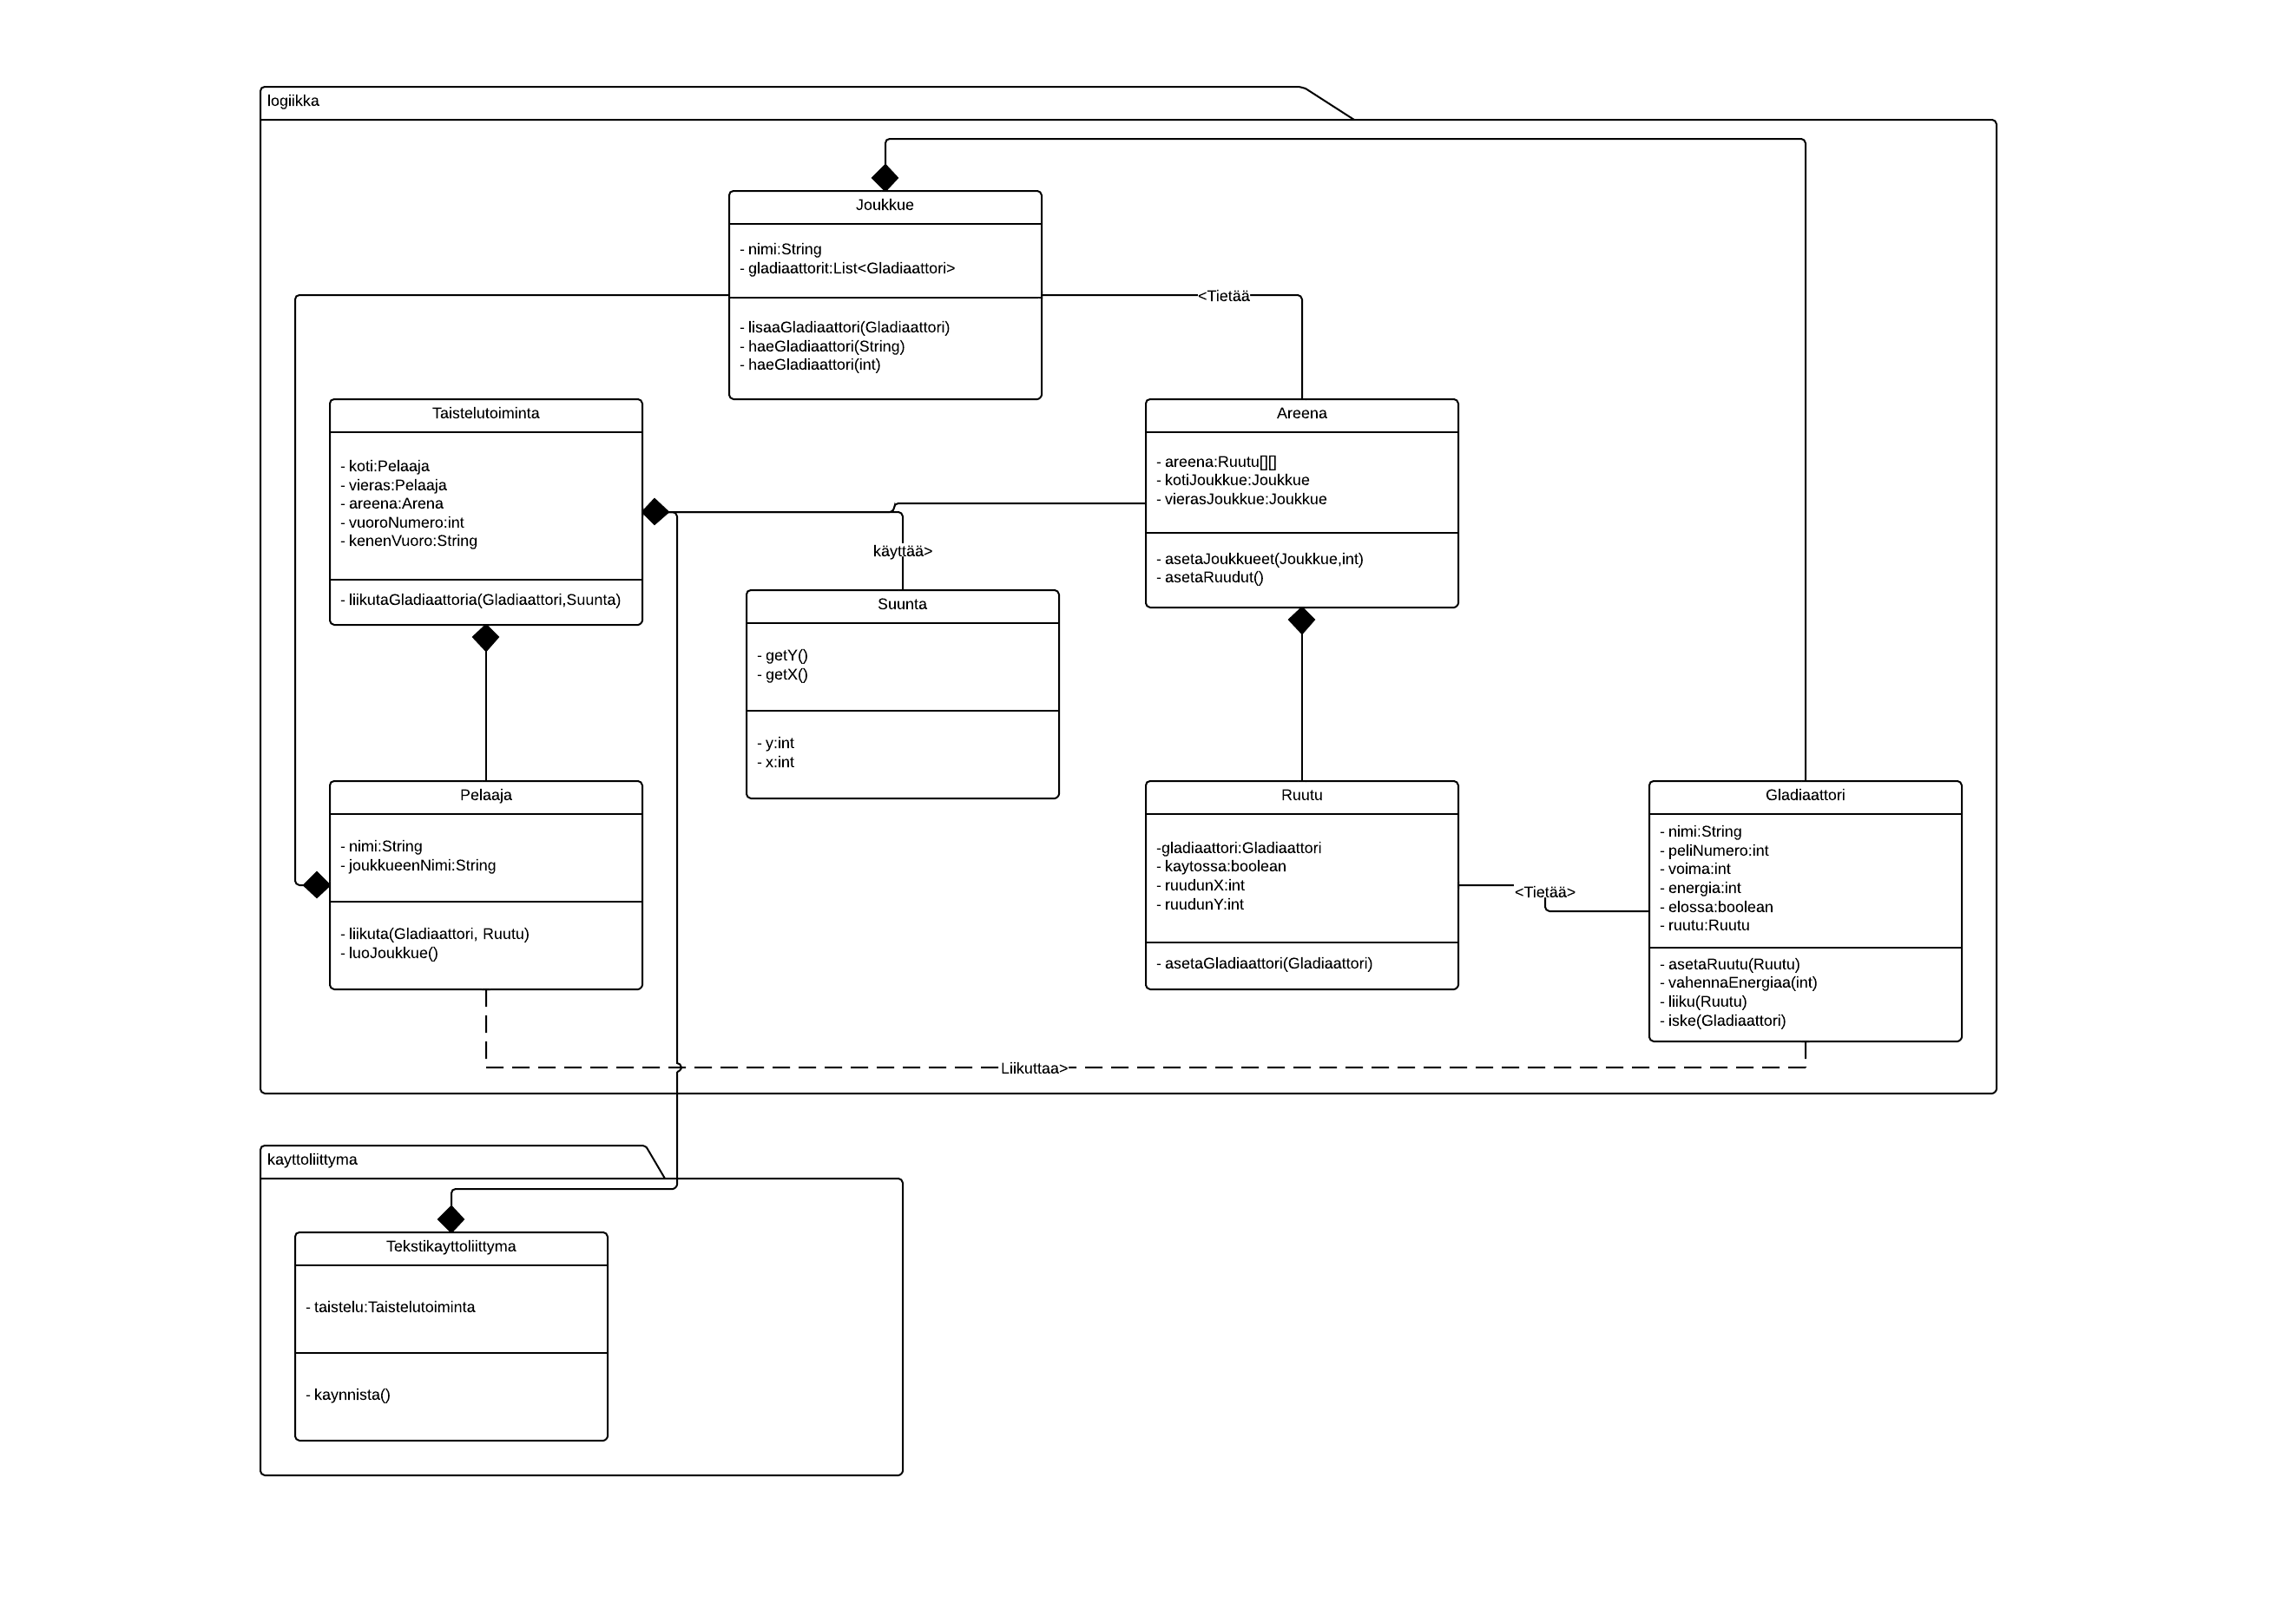 logiikka
Joukkue
- nimi:String
- gladiaattorit:List<Gladiaattori>
- lisaaGladiaattori(Gladiaattori)
- haeGladiaattori(String)
- haeGladiaattori(int)
<Tietää
Taistelutoiminta
- koti:Pelaaja
- vieras:Pelaaja
- areena:Arena
- vuoroNumero:int
- kenenVuoro:String
- liikutaGladiaattoria(Gladiaattori,Suunta)
Areena
- areena:Ruutu[][]
- kotiJoukkue:Joukkue
- vierasJoukkue:Joukkue
- asetaJoukkueet(Joukkue,int)
- asetaRuudut()
käyttää>
Suunta
- getY()
- getX()
- y:int
- x:int
Pelaaja
- nimi:String
- joukkueenNimi:String
- liikuta(Gladiaattori, Ruutu)
- luoJoukkue()
Ruutu
-gladiaattori:Gladiaattori
- kaytossa:boolean
- ruudunX:int
- ruudunY:int
- asetaGladiaattori(Gladiaattori)
<Tietää>
Gladiaattori
- nimi:String
- peliNumero:int
- voima:int
- energia:int
- elossa:boolean
- ruutu:Ruutu
- asetaRuutu(Ruutu)
- vahennaEnergiaa(int)
- liiku(Ruutu)
- iske(Gladiaattori)
Liikuttaa>
kayttoliittyma
Tekstikayttoliittyma
- taistelu:Taistelutoiminta
- kaynnista()